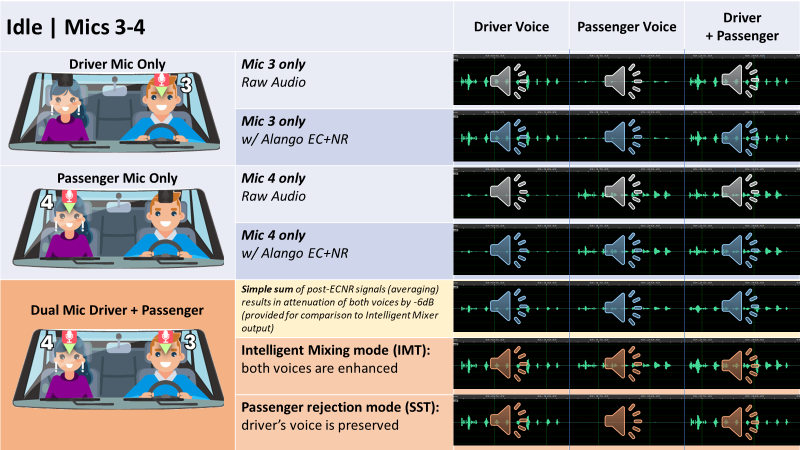 Idle | Mics 3-4
Driver Voice
Passenger Voice
Driver
+ Passenger
Driver Mic Only
3
Mic 3 only
Raw Audio
Mic 3 only
w/ Alango EC+NR
Passenger Mic Only
4
Mic 4 only
Raw Audio
Mic 4 only
w/ Alango EC+NR
Dual Mic Driver + Passenger
4
3
Simple sum of post-ECNR signals (averaging)
results in attenuation of both voices by -6dB
(provided for comparison to Intelligent Mixer
output)
Intelligent Mixing mode (IMT):
both voices are enhanced
Passenger rejection mode (SST):
driver’s voice is preserved